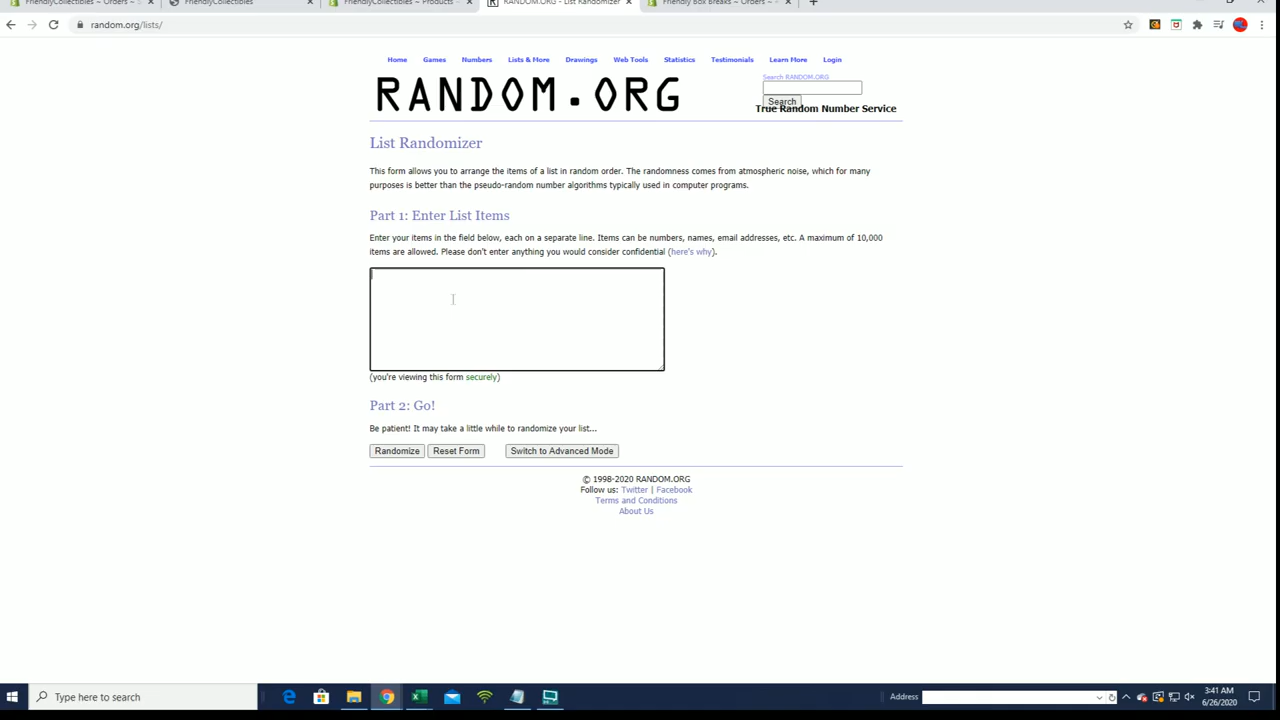 FriendlyCollectibles ~ Orders ~
FriendlyCollectibles
FriendlyCollectibles ~ Products ~
RANDOM.ORG - List Randomizer
Friendly Box Breaks ~ Orders ~
random.org/lists/
Home Games Numbers Lists & More Drawings Web Tools Statistics Testimonials Learn More Login
RANDOM.ORG
Search RANDOM.ORG
Search
True Random Number Service
List Randomizer
This form allows you to arrange the items of a list in random order. The randomness comes from atmospheric noise, which for many
purposes is better than the pseudo-random number algorithms typically used in computer programs.
Part 1: Enter List Items
Enter your items in the field below, each on a separate line. Items can be numbers, names, email addresses, etc. A maximum of 10,000
items are allowed. Please don't enter anything you would consider confidential (here's why).
(you're viewing this form securely)
Part 2: Go!
Be patient! It may take a little while to randomize your list...
Randomize Reset Form Switch to Advanced Mode
© 1998-2020 RANDOM.ORG
Follow us: Twitter | Facebook
Terms and Conditions
About Us
Type here to search
Address
3:41 AM
6/26/2020